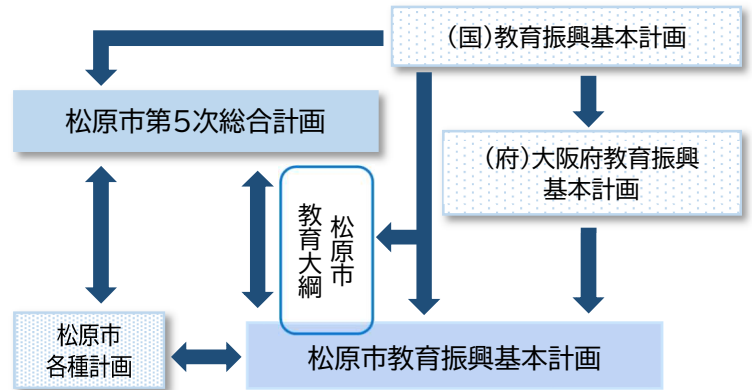 (国)教育振興基本計画
松原市第5次総合計画
(府)大阪府教育振興
基本計画
松原市
教育大綱
松原市
各種計画
松原市教育振興基本計画